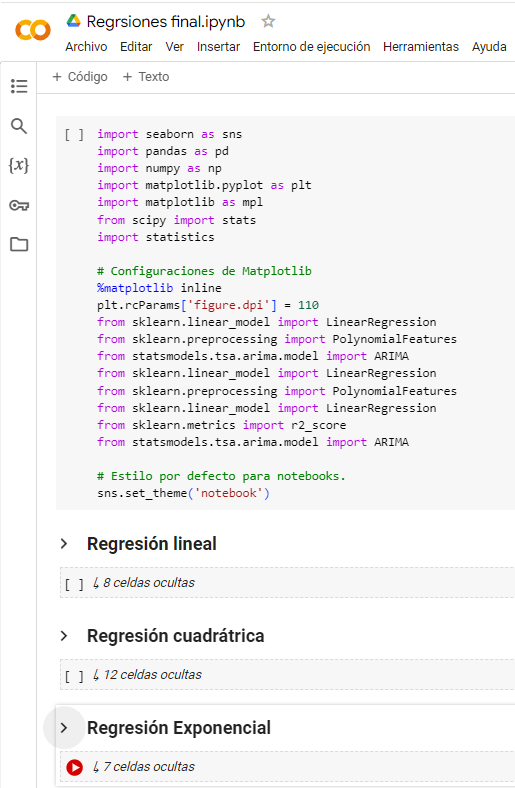 Regrsiones final.ipynb
Archivo Editar Ver Insertar Entorno de ejecución Herramientas Ayuda
+ Código + Texto
[ ] import seaborn as sns
import pandas as pd
import numpy as np
import matplotlib.pyplot as plt
import matplotlib as mpl
from scipy import stats
import statistics
# Configuraciones de Matplotlib
%matplotlib inline
plt.rcParams['figure.dpi'] = 110
from sklearn.linear_model import LinearRegression
from sklearn.preprocessing import PolynomialFeatures
from statsmodels.tsa.arima.model import ARIMA
from sklearn.linear_model import LinearRegression
from sklearn.preprocessing import PolynomialFeatures
from sklearn.linear_model import LinearRegression
from sklearn.metrics import r2_score
from statsmodels.tsa.arima.model import ARIMA
# Estilo por defecto para notebooks.
sns.set_theme('notebook')
Regresión lineal
[ ] ↳ 8 celdas ocultas
Regresión cuadrátrica
[ ] ↳ 12 celdas ocultas
Regresión Exponencial
↳ 7 celdas ocultas